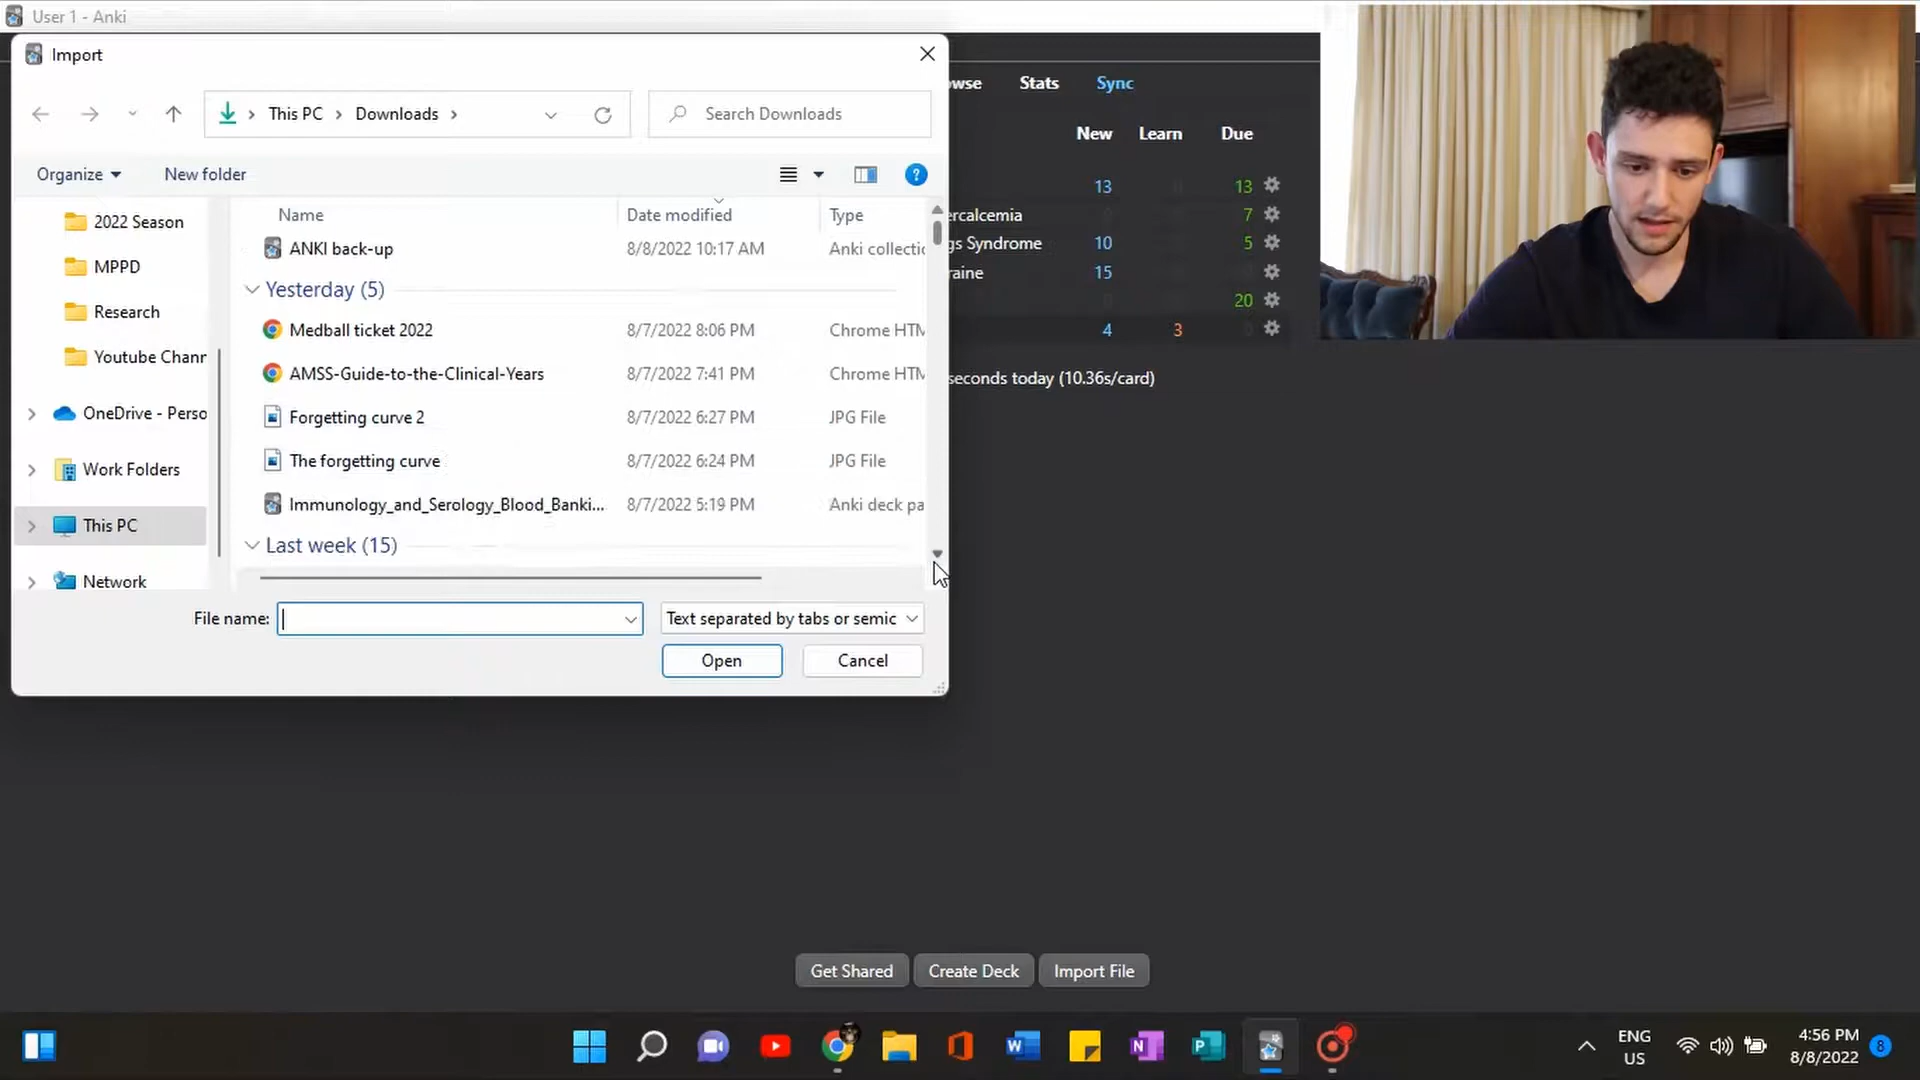 User 1 - Anki
Import
This PC
Downloads
Search Downloads
wse
Stats
Sync
Organize
New folder
New
Learn
Due
2022 Season
MPPD
Research
Youtube Chanr
OneDrive - Perso
Work Folders
This PC
Network
Name
Date modified
Type
ANKI back-up
8/8/2022 10:17 AM
Anki collectic
Yesterday (5)
Medball ticket 2022
8/7/2022 8:06 PM
Chrome HTM
AMSS-Guide-to-the-Clinical-Years
8/7/2022 7:41 PM
Chrome HTM
Forgetting curve 2
8/7/2022 6:27 PM
JPG File
The forgetting curve
8/7/2022 6:24 PM
JPG File
Immunology_and_Serology_Blood_Banki...
8/7/2022 5:19 PM
Anki deck pa
Last week (15)
13
13
ercalcemia
7
gs Syndrome
10
5
raine
15
20
4
3
seconds today (10.36s/card)
File name:
Text separated by tabs or semic
Open
Cancel
Get Shared
Create Deck
Import File
ENG
US
4:56 PM
8/8/2022
8